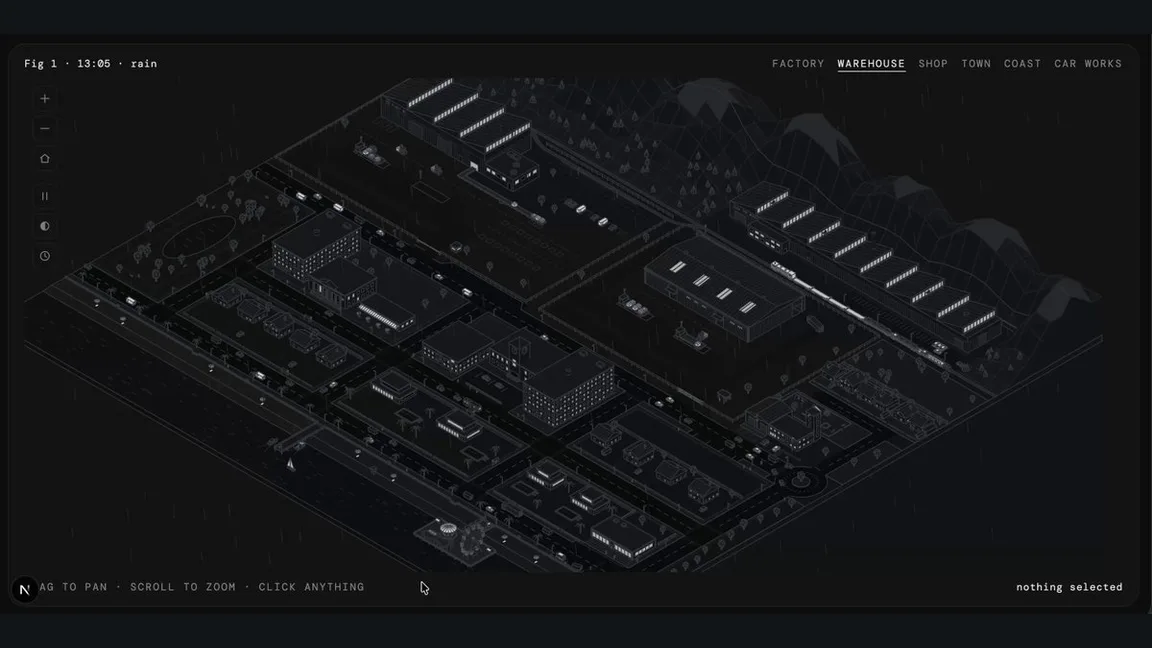 Fig 1 · 13:05 · rain
FACTORY WAREHOUSE SHOP TOWN COAST CAR WORKS
N
AG TO PAN · SCROLL TO ZOOM · CLICK ANYTHING
nothing selected